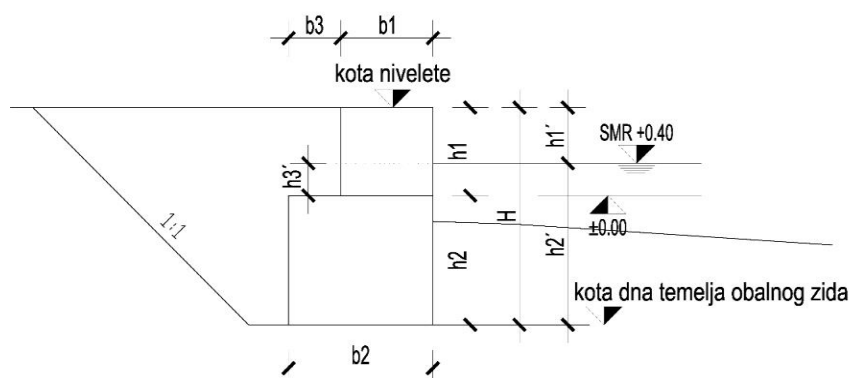 b3
b1
kota nivelete
SMR +0.40
h1
h1´
h3´
1:1
H
±0.00
h2
h2´
kota dna temelja obalnog zida
b2